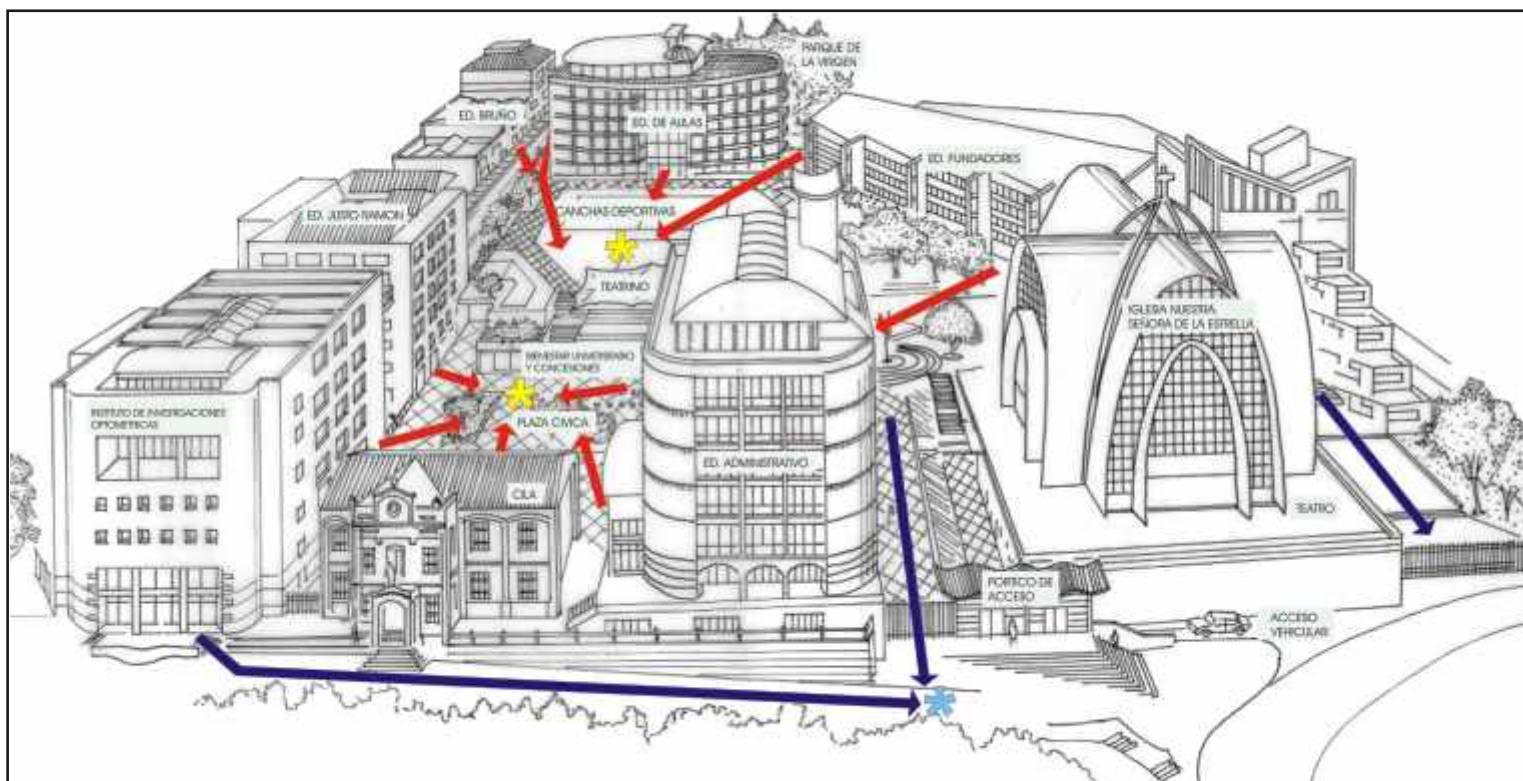 PARQUE DE
LA VIRGEN
ED. BRUÑO
ED. DE AULAS
ED. FUNDADORES
ED. JUSTO RAMON
CANCHAS DEPORTIVAS
TEATRINO
IGLESIA NUESTRA
SEÑORA DE LA ESTRELLA
BIENESTAR UNIVERSITARIO
Y CONCESIONES
INSTITUTO DE INVESTIGACIONES
OPTOMETRICAS
PLAZA CIVICA
ED. ADMINISTRATIVO
CILA
TEATRO
PORTICO DE
ACCESO
ACCESO
VEHICULAR